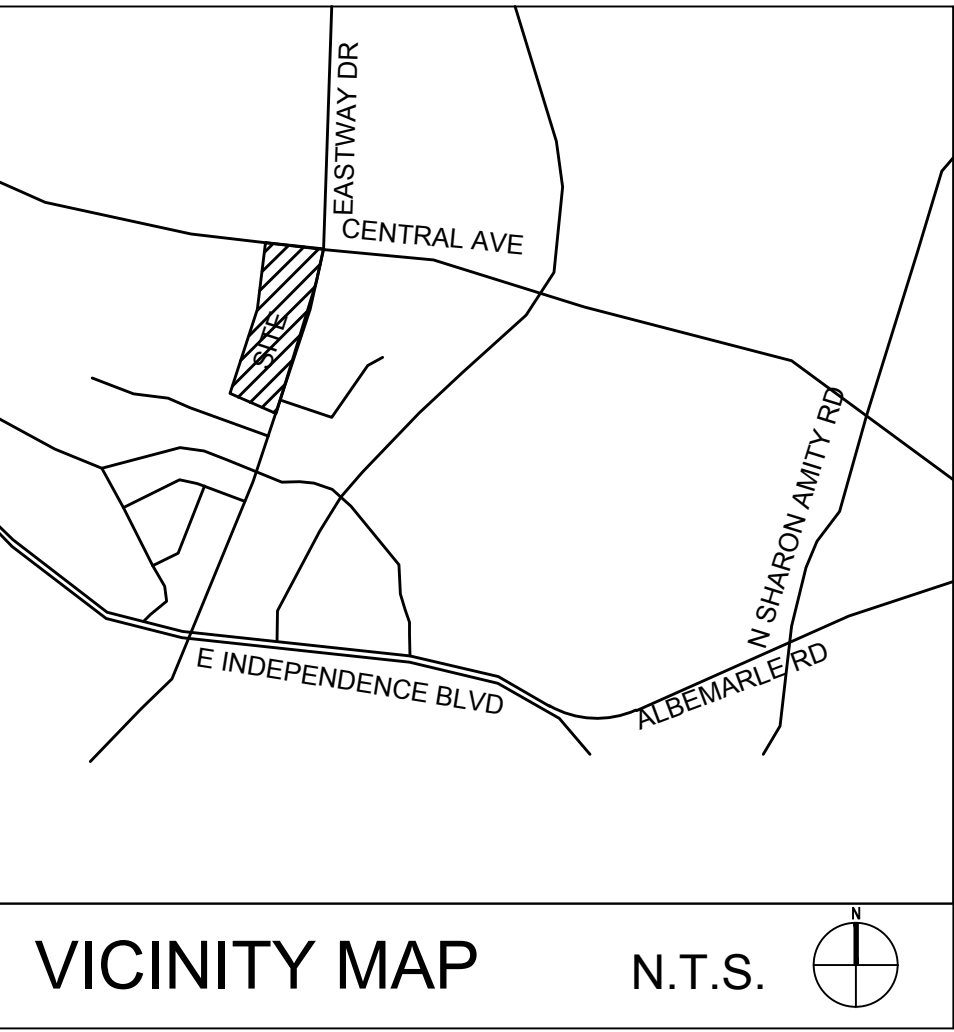 EASTWAY DR
CENTRAL AVE
SITE
N SHARON AMITY RD
E INDEPENDENCE BLVD
ALBEMARLE RD
VICINITY MAP
N.T.S.
N